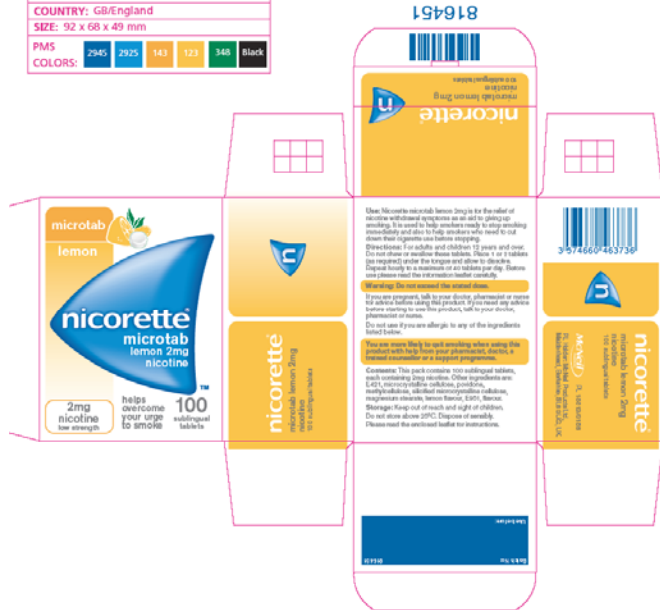 COUNTRY: GB/England
SIZE: 92 x 68 x 49 mm
PMS
COLORS:
2945 2925 143 123 348 Black
816451
nicorette
microtab lemon 2mg
nicotine
100 sublingual tablets
microtab
lemon
nicorette
microtab
lemon 2mg
nicotine
TM
2mg
nicotine
low strength
helps
overcome
your urge
to smoke
100
sublingual
tablets
n
nicorette
microtab lemon 2mg
nicotine
100 sublingual tablets
Use: Nicorette microtab lemon 2mg is for the relief of
nicotine withdrawal symptoms as an aid to giving up
smoking. It is used to help smokers ready to stop smoking
immediately and also to help smokers who need to cut
down their cigarette use before stopping.
Directions: For adults and children 12 years and over.
Do not chew or swallow these tablets. Place 1 or 2 tablets
(as required) under the tongue and allow to dissolve.
Repeat hourly to a maximum of 40 tablets per day. Before
use please read the information leaflet carefully.
Warning: Do not exceed the stated dose.
If you are pregnant, talk to your doctor, pharmacist or nurse
for advice before using this product. If you need any advice
before starting to use this product, talk to your doctor,
pharmacist or nurse.
Do not use if you are allergic to any of the ingredients
listed below.
You are more likely to quit smoking when using this
product with help from your pharmacist, doctor, a
trained counsellor or a support programme.
Contents: This pack contains 100 sublingual tablets,
each containing 2mg nicotine. Other ingredients are:
E421, microcrystalline cellulose, povidone,
methylcellulose, silicified microcrystalline cellulose,
magnesium stearate, lemon flavour, E951, flavour.
Storage: Keep out of reach and sight of children.
Do not store above 25°C. Dispose of sensibly.
Please read the enclosed leaflet for instructions.
3 574660 463736
n
nicorette
microtab lemon 2mg
nicotine
100 sublingual tablets
McNeil
Use before:
Batch No: